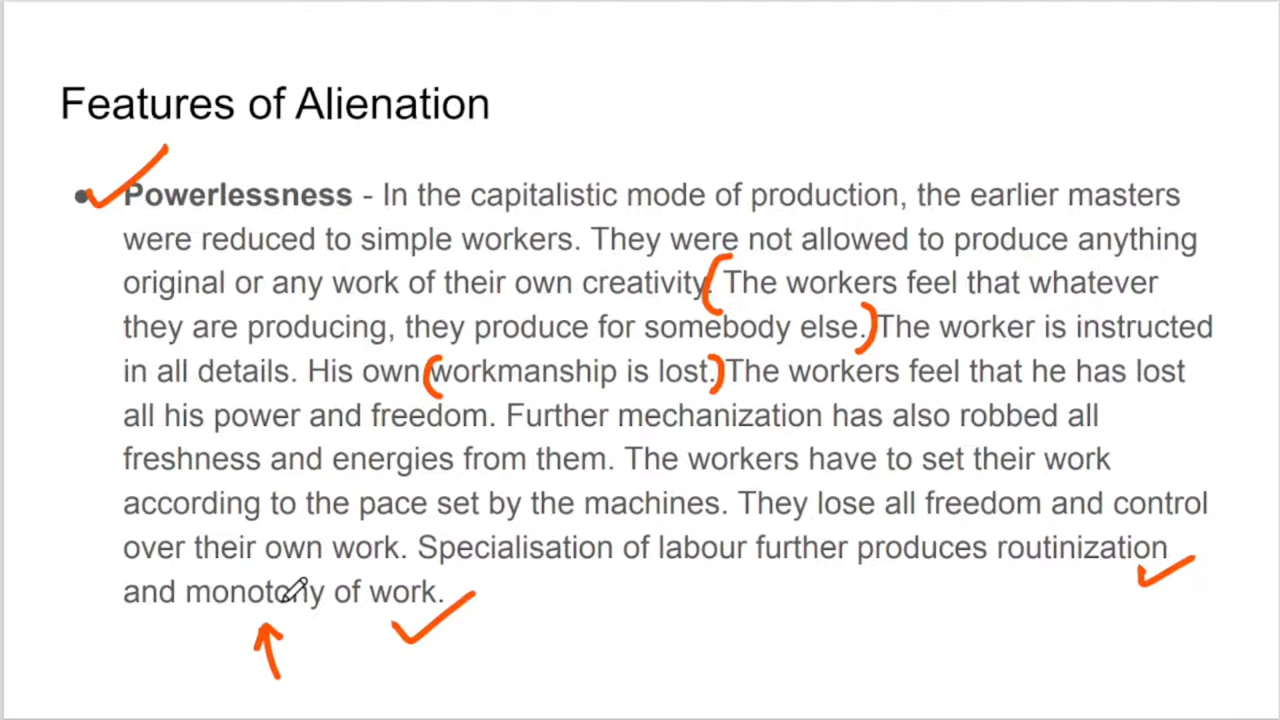 Features of Alienation
● Powerlessness - In the capitalistic mode of production, the earlier masters
were reduced to simple workers. They were not allowed to produce anything
original or any work of their own creativity. The workers feel that whatever
they are producing, they produce for somebody else. The worker is instructed
in all details. His own workmanship is lost. The workers feel that he has lost
all his power and freedom. Further mechanization has also robbed all
freshness and energies from them. The workers have to set their work
according to the pace set by the machines. They lose all freedom and control
over their own work. Specialisation of labour further produces routinization
and monotony of work.